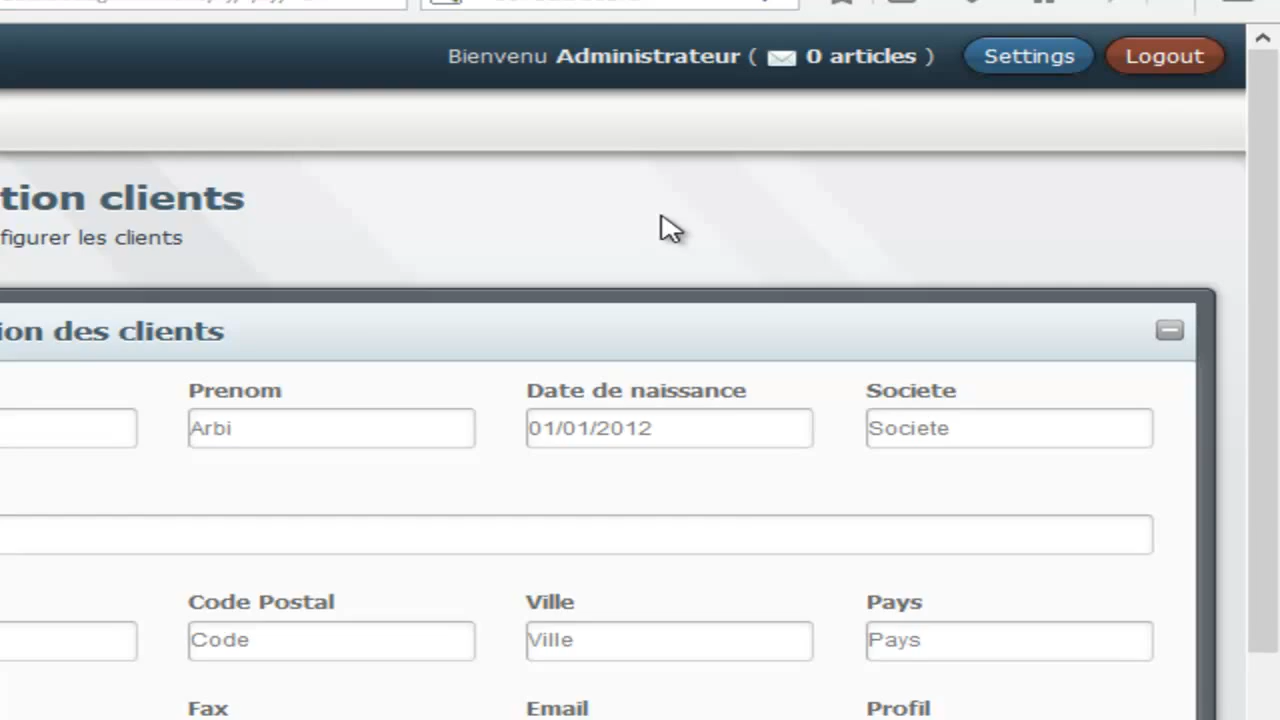 Bienvenu Administrateur ( 0 articles )
Settings
Logout
tion clients
figurer les clients
ion des clients
Prenom
Date de naissance
Societe
Arbi
01/01/2012
Societe
Code Postal
Ville
Pays
Code
Ville
Pays
Fax
Email
Profil